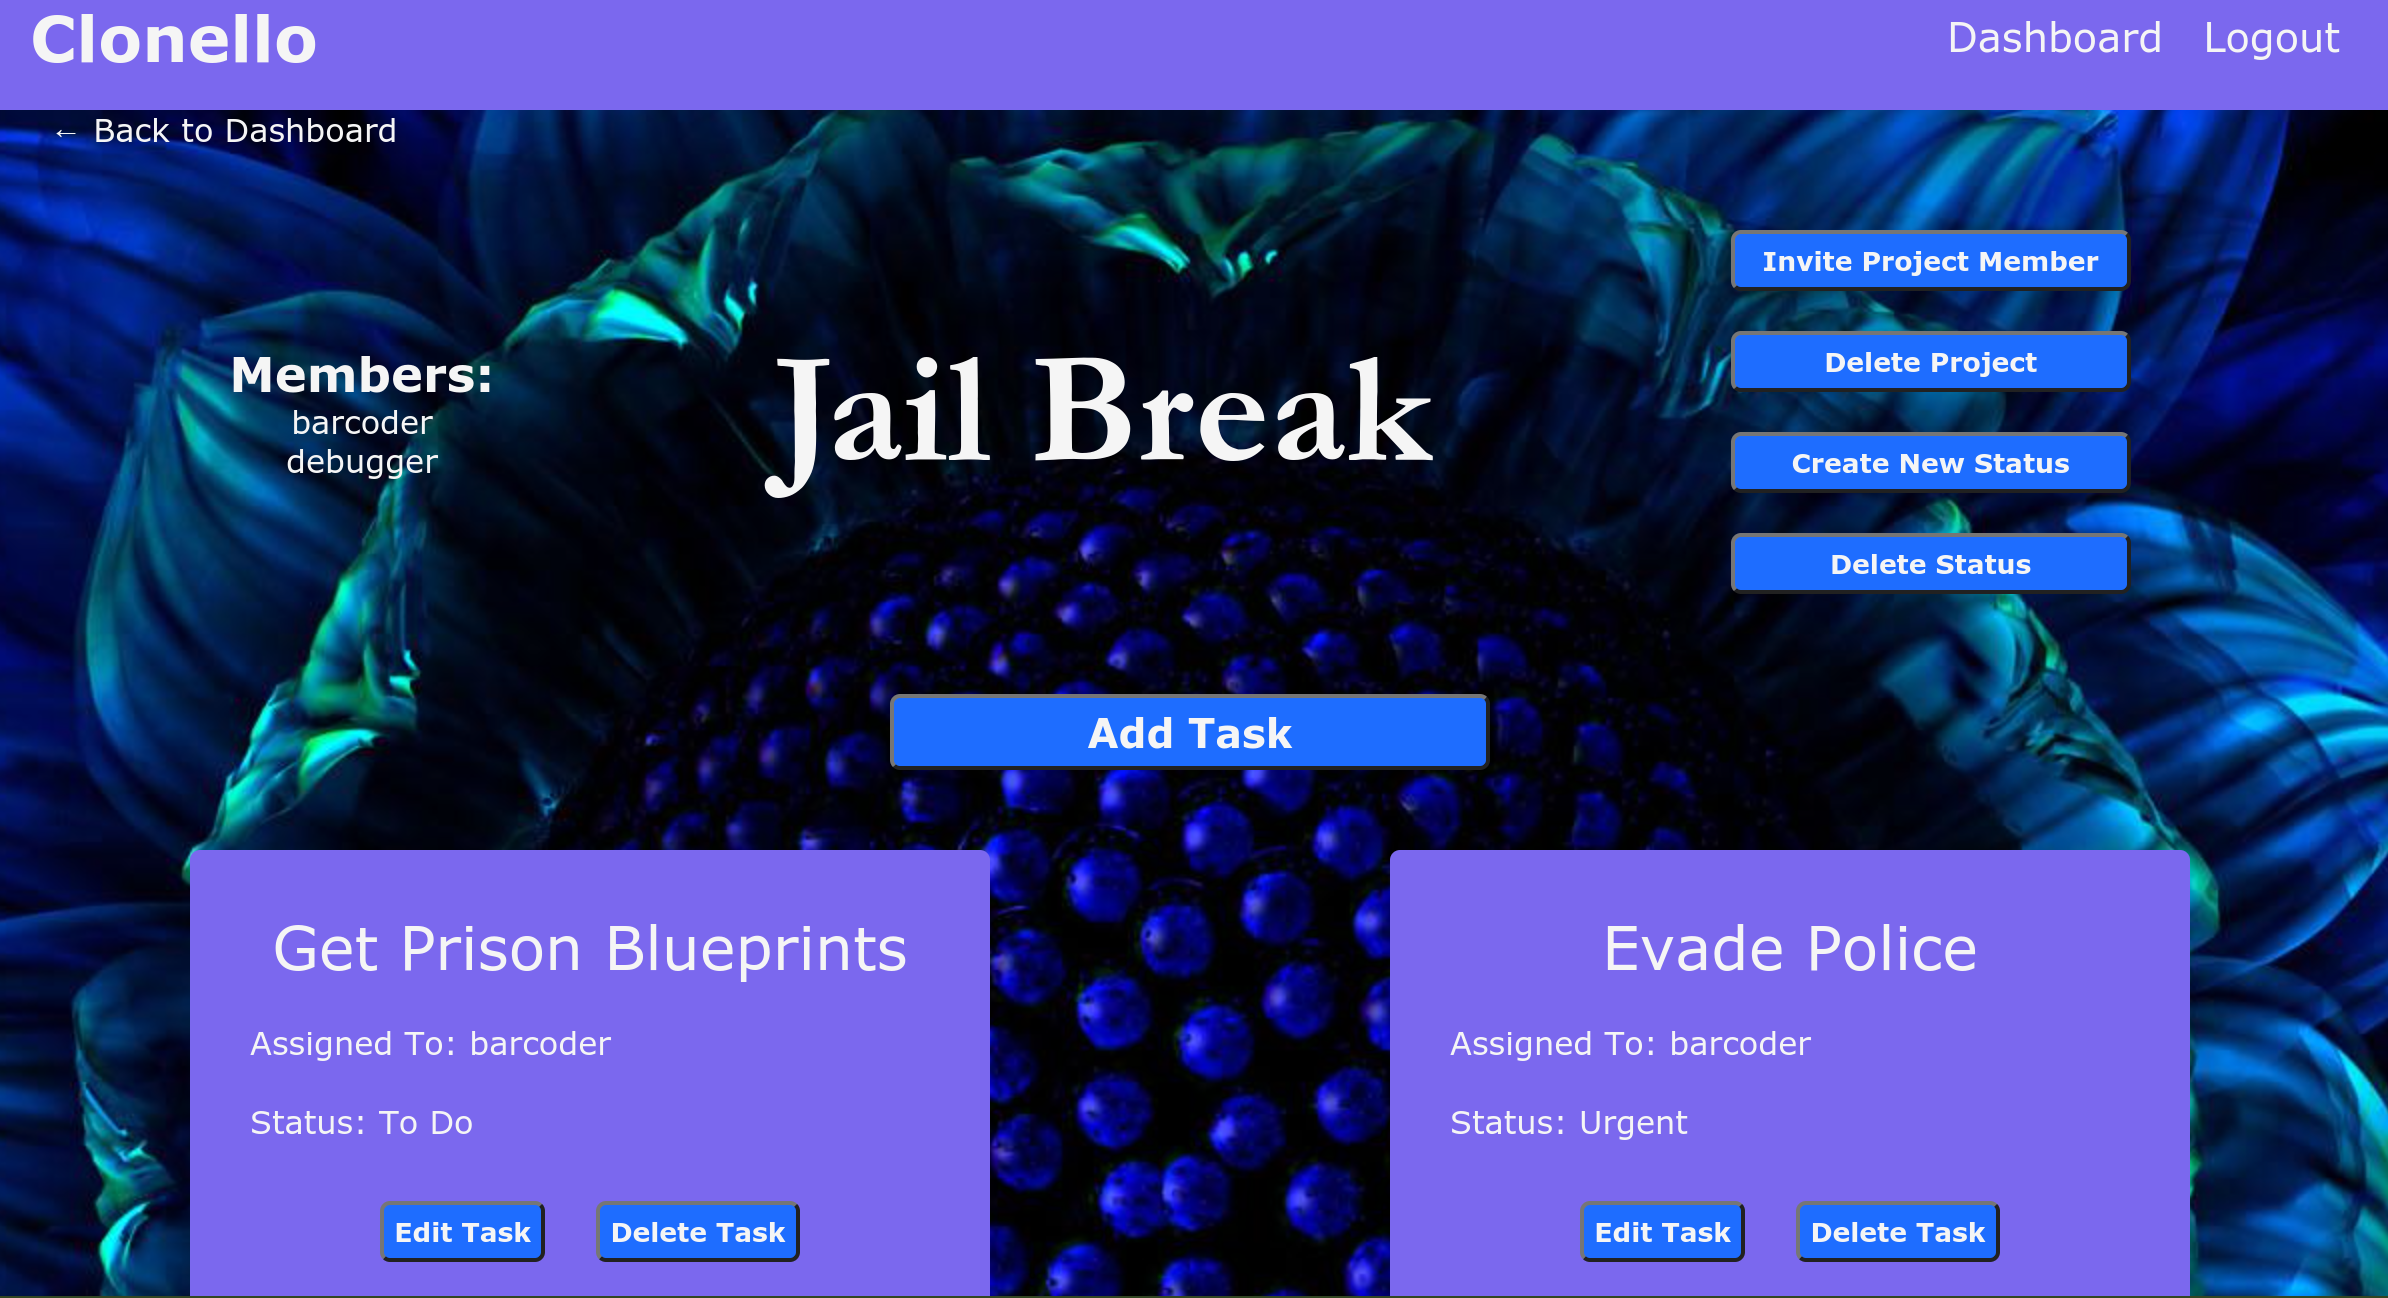 Clonello
Dashboard Logout
← Back to Dashboard
Invite Project Member
Delete Project
Create New Status
Delete Status
Members:
barcoder
debugger
Jail Break
Add Task
Get Prison Blueprints
Assigned To: barcoder
Status: To Do
Edit Task Delete Task
Evade Police
Assigned To: barcoder
Status: Urgent
Edit Task Delete Task